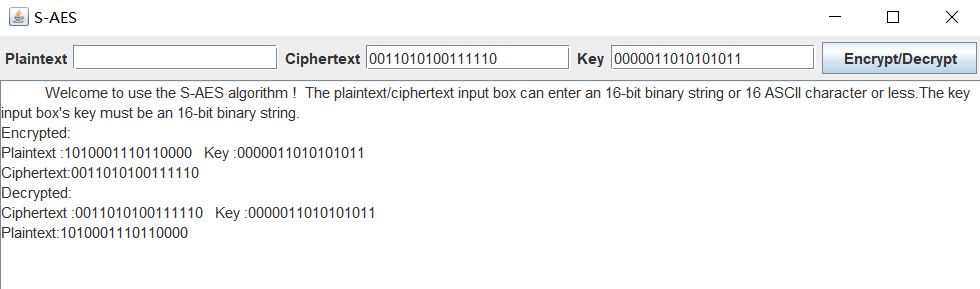 S-AES
Plaintext Ciphertext 0011010100111110 Key 0000011010101011 Encrypt/Decrypt
Welcome to use the S-AES algorithm！ The plaintext/ciphertext input box can enter an 16-bit binary string or 16 ASCII character or less.The key
input box's key must be an 16-bit binary string.
Encrypted:
Plaintext :1010001110110000 Key :0000011010101011
Ciphertext:0011010100111110
Decrypted:
Ciphertext :0011010100111110 Key :0000011010101011
Plaintext:1010001110110000